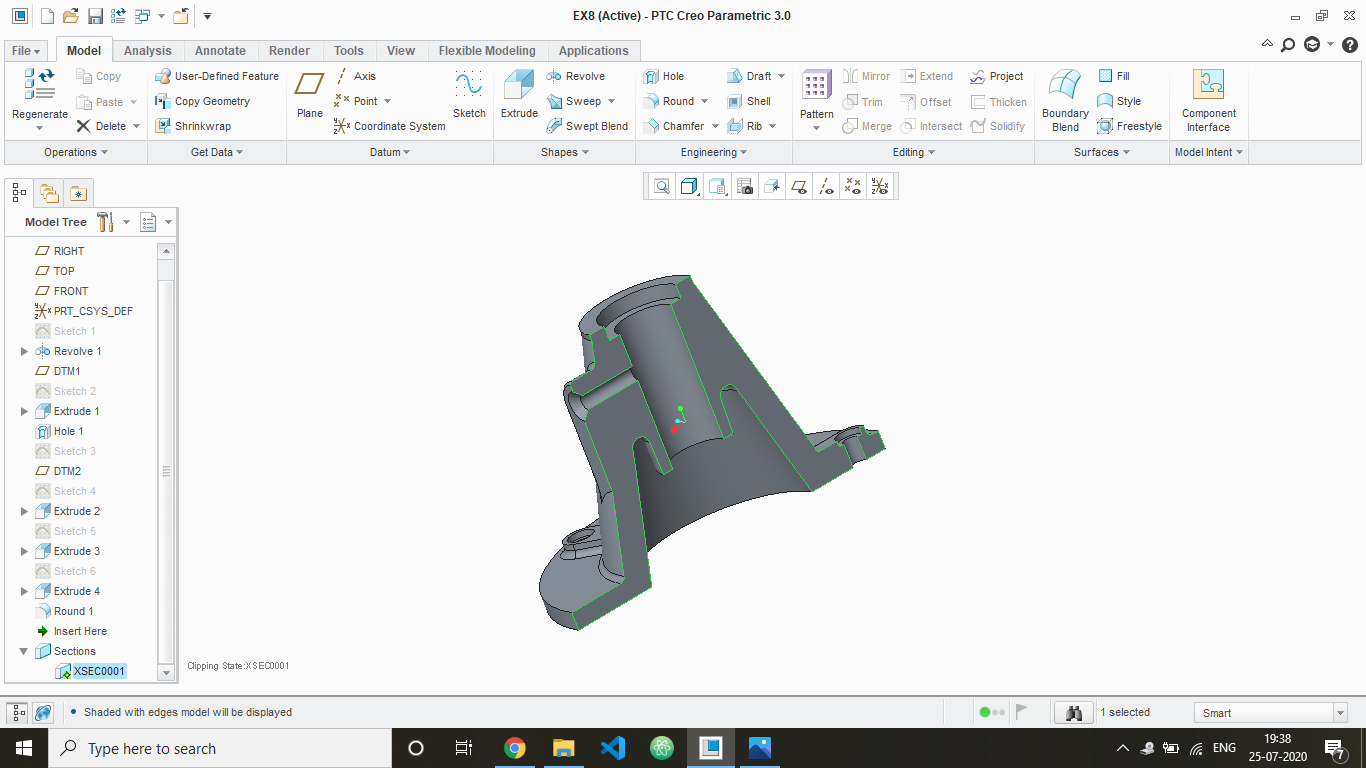 EX8 (Active) - PTC Creo Parametric 3.0
File Model Analysis Annotate Render Tools View Flexible Modeling Applications
Copy User-Defined Feature Axis Revolve Hole Draft Mirror Extend Project Fill
Paste Copy Geometry Point Sweep Round Shell Trim Offset Thicken Style
Regenerate Plane Sketch Extrude Pattern Boundary Blend Component Interface
Delete Shrinkwrap Coordinate System Swept Blend Chamfer Rib Merge Intersect Solidify Freestyle
Operations Get Data Datum Shapes Engineering Editing Surfaces Model Intent
Model Tree
RIGHT
TOP
FRONT
PRT_CSYS_DEF
Sketch 1
Revolve 1
DTM1
Sketch 2
Extrude 1
Hole 1
Sketch 3
DTM2
Sketch 4
Extrude 2
Sketch 5
Extrude 3
Sketch 6
Extrude 4
Round 1
Insert Here
Sections
XSEC0001
Clipping State:XSEC0001
Shaded with edges model will be displayed
1 selected
Smart
Type here to search
ENG
19:38
25-07-2020
7